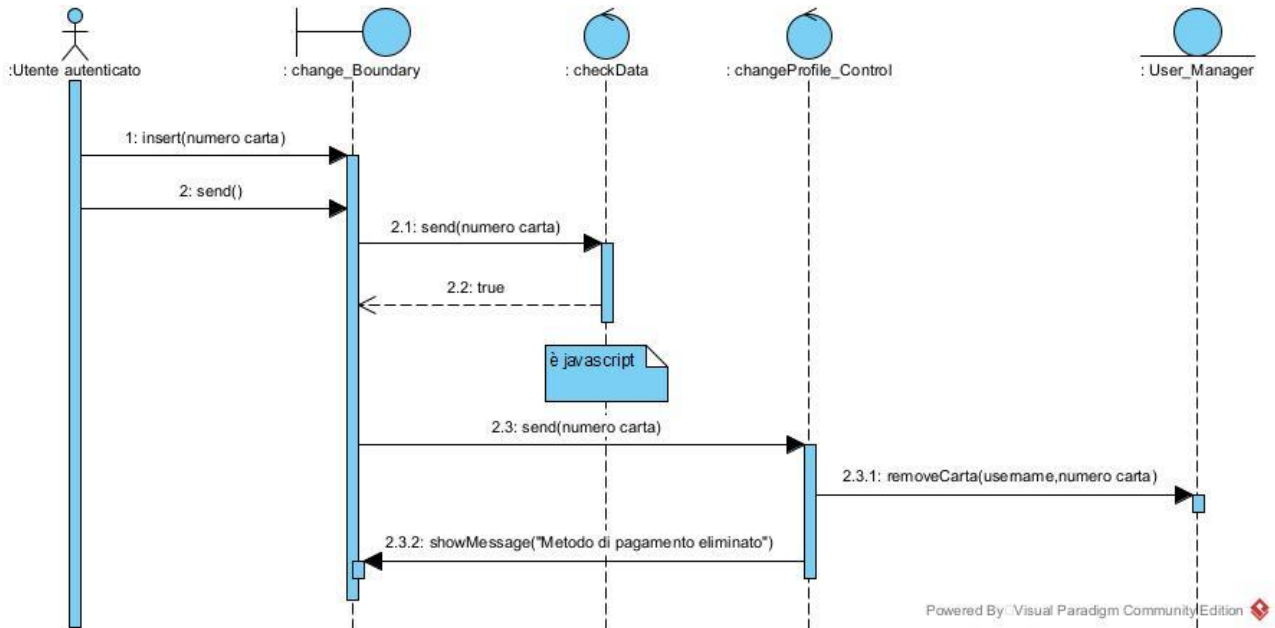 :Utente autenticato
: change_Boundary
: checkData
: changeProfile_Control
: User_Manager
1: insert(numero carta)
2: send()
2.1: send(numero carta)
2.2: true
è javascript
2.3: send(numero carta)
2.3.1: removeCarta(username,numero carta)
2.3.2: showMessage("Metodo di pagamento eliminato")
Powered By Visual Paradigm Community Edition